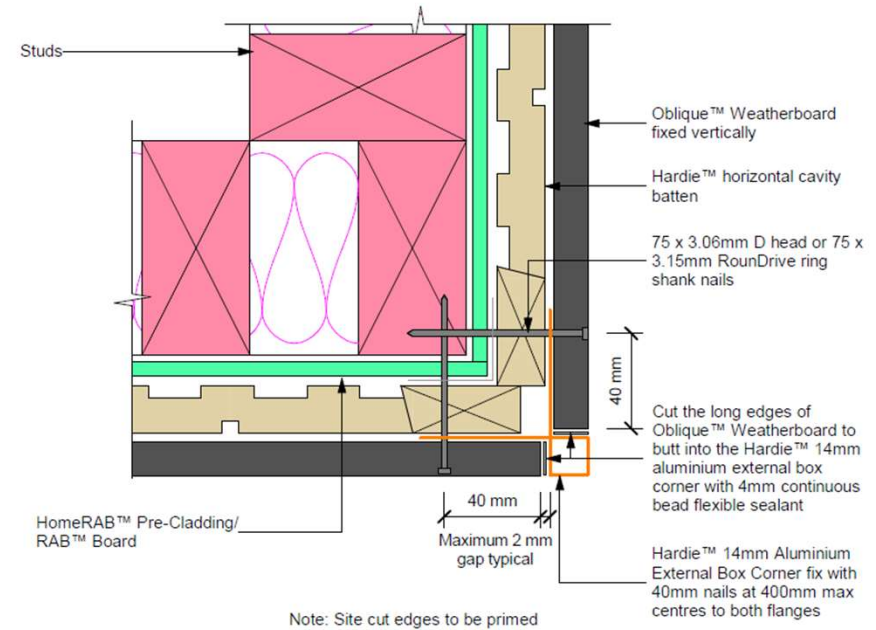 Studs
Oblique™ Weatherboard
fixed vertically
Hardie™ horizontal cavity
batten
75 x 3.06mm D head or 75 x
3.15mm RounDrive ring
shank nails
40 mm
Cut the long edges of
Oblique™ Weatherboard to
butt into the Hardie™ 14mm
aluminium external box
corner with 4mm continuous
bead flexible sealant
40 mm
Maximum 2 mm
gap typical
HomeRAB™ Pre-Cladding/
RAB™ Board
Hardie™ 14mm Aluminium
External Box Corner fix with
40mm nails at 400mm max
centres to both flanges
Note: Site cut edges to be primed